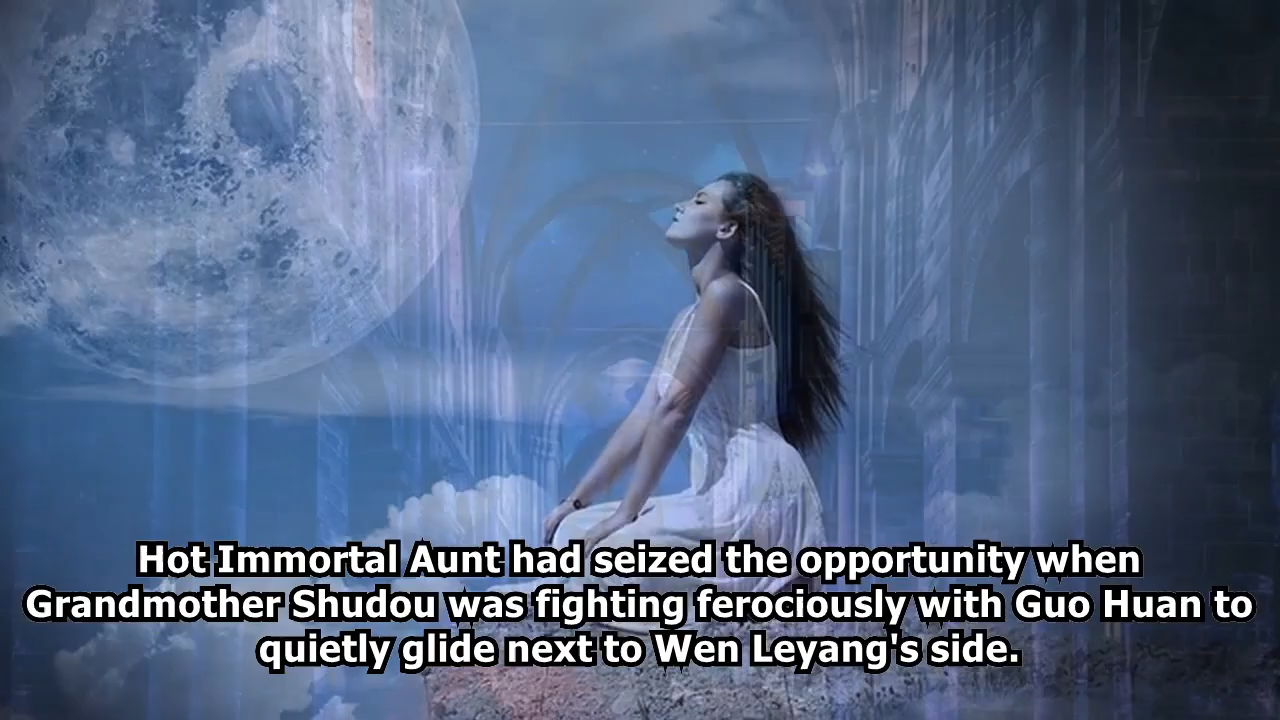 Hot Immortal Aunt had seized the opportunity when
Grandmother Shudou was fighting ferociously with Guo Huan to
quietly glide next to Wen Leyang's side.